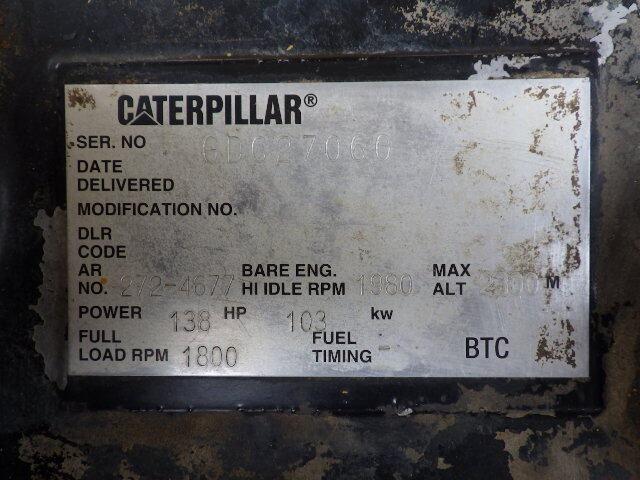 CATERPILLAR®
SER. NO
DATE
DELIVERED
MODIFICATION NO.
DLR
CODE
AR
NO. 272-4677
BARE ENG.
HI IDLE RPM 1980
MAX
ALT M
POWER 138 HP 103 kw
FULL
LOAD RPM 1800
FUEL
TIMING - BTC